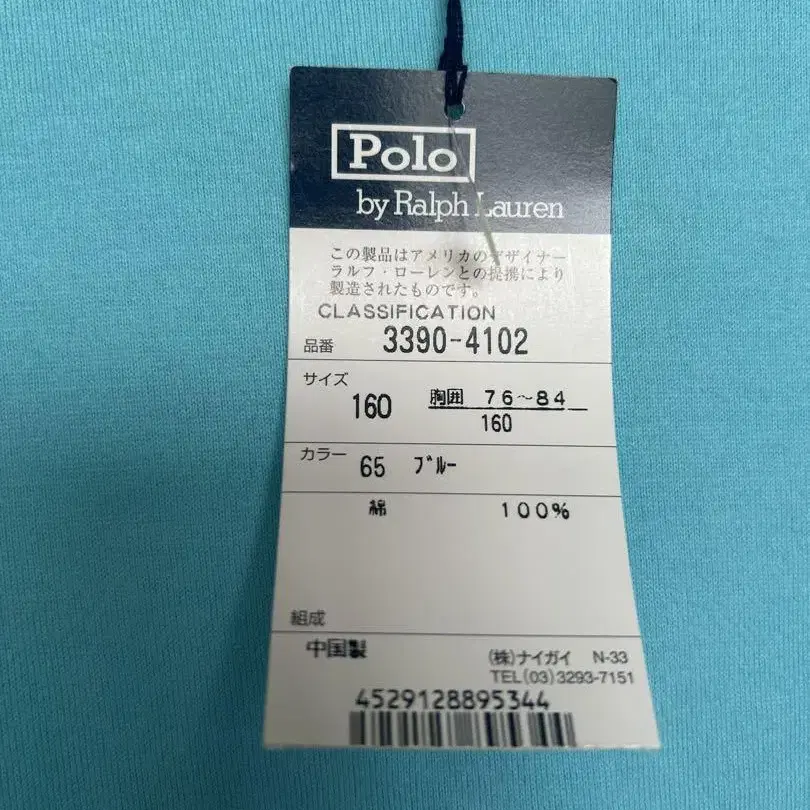 Polo
by Ralph Lauren
この製品はアメリカのデザイナー
ラルフ・ローレンとの提携により
製造されたものです。
CLASSIFICATION
品番 3390-4102
サイズ 160 胸囲 76~84
160
カラー 65 ブルー
綿 100%
組成
中国製 (株)ナイガイ N-33
TEL(03)3293-7151
4529128895344